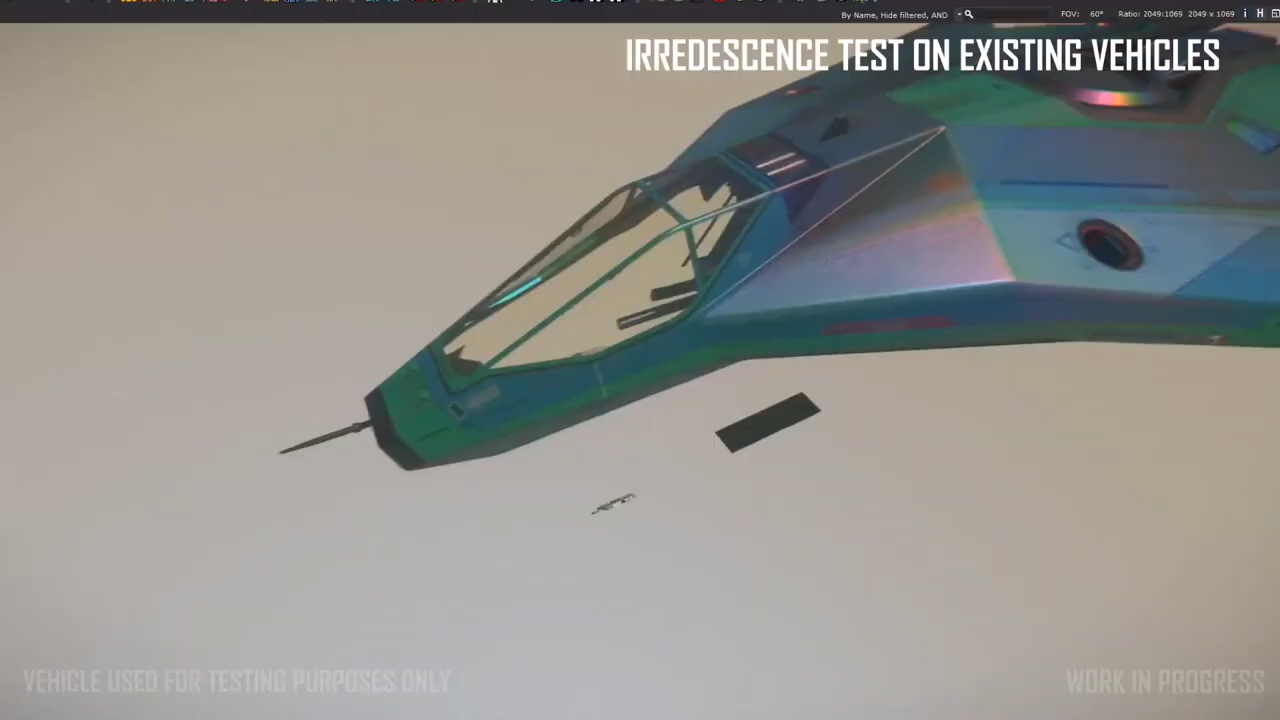 By Name, Hide filtered, AND FOV: 60° Ratio: 2049:1069 2049 x 1069 i H
IRREDESCENCE TEST ON EXISTING VEHICLES
VEHICLE USED FOR TESTING PURPOSES ONLY
WORK IN PROGRESS